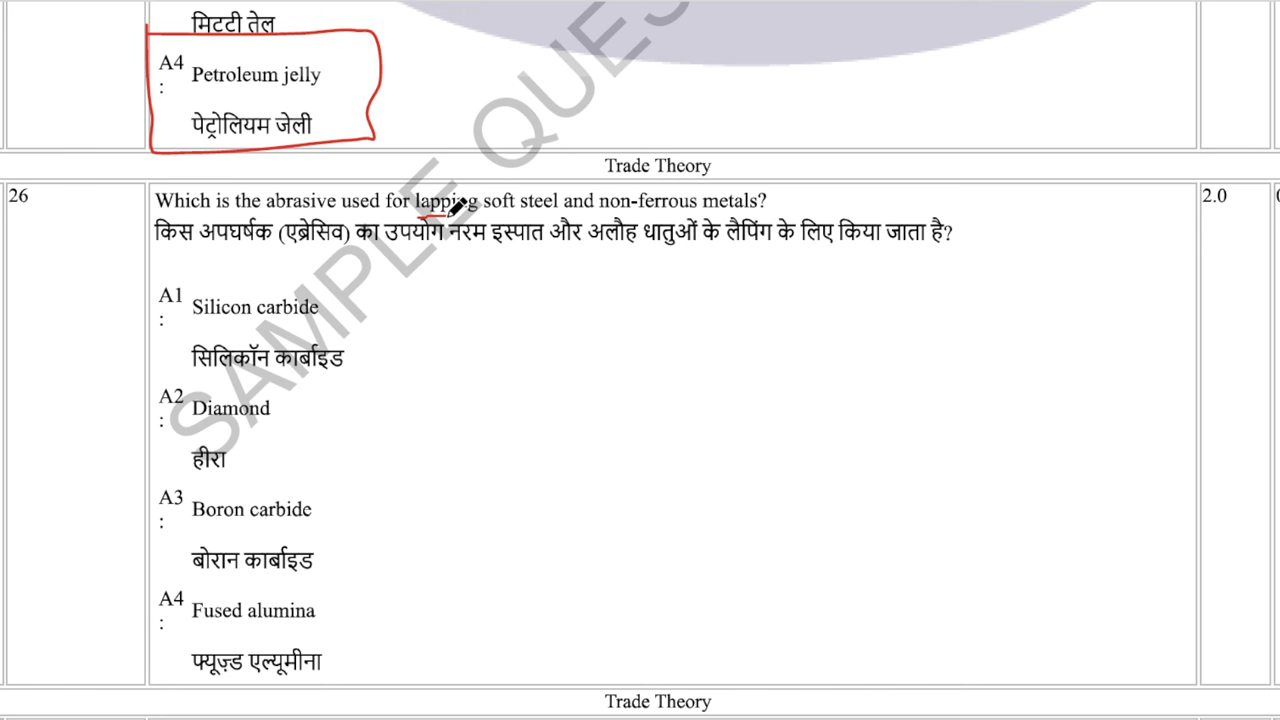 मिटटी तेल
A4
: Petroleum jelly
पेट्रोलियम जेली
Trade Theory
26
Which is the abrasive used for lapping soft steel and non-ferrous metals?
2.0
किस अपघर्षक (एब्रेसिव) का उपयोग नरम इस्पात और अलौह धातुओं के लैपिंग के लिए किया जाता है?
A1
: Silicon carbide
सिलिकॉन कार्बाइड
A2
: Diamond
हीरा
A3
: Boron carbide
बोरान कार्बाइड
A4
: Fused alumina
फ्यूज़्ड एल्यूमीना
Trade Theory
SAMPLE QUES